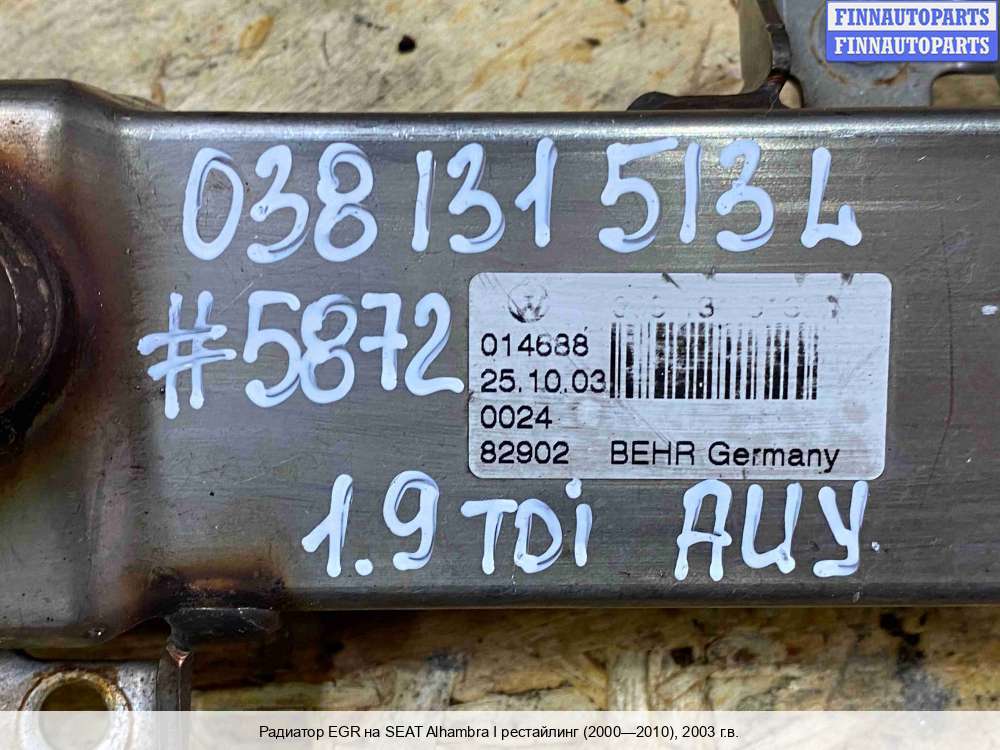 FINNAUTOPARTS
FINNAUTOPARTS
038 131 513 L
#5872
014688
25.10.03
0024
82902 BEHR Germany
1.9 TDi AUY
Радиатор EGR на SEAT Alhambra I рестайлинг (2000—2010), 2003 г.в.